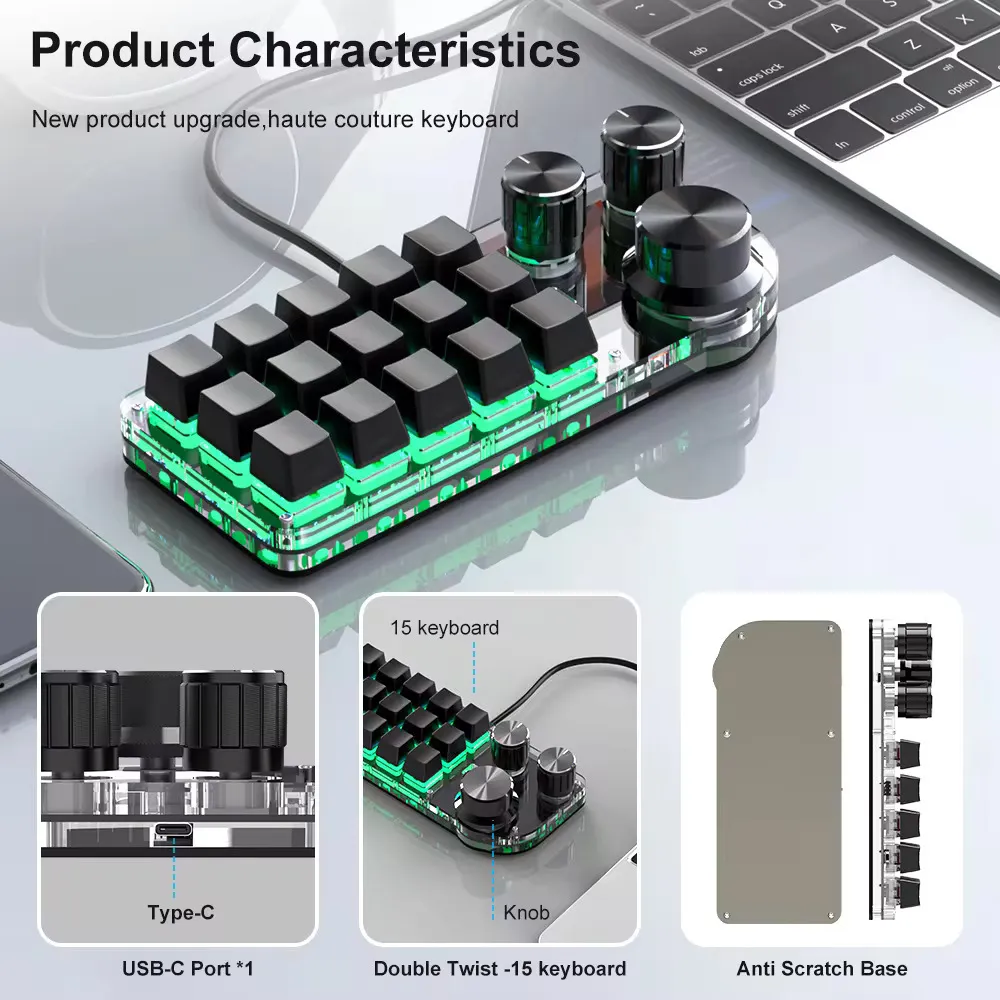 Product Characteristics
New product upgrade,haute couture keyboard
tab
A
S
X
caps lock
Z
shift
alt
option
control
fn
15 keyboard
Type-C
Knob
USB-C Port *1
Double Twist -15 keyboard
Anti Scratch Base